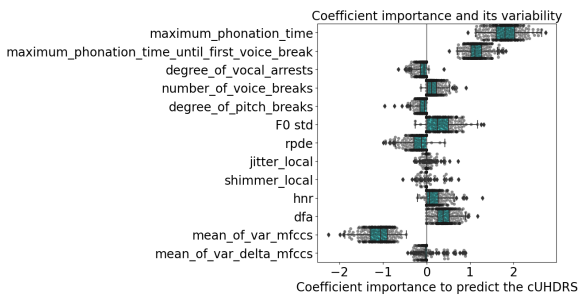 Coefficient importance and its variability
maximum_phonation_time
maximum_phonation_time_until_first_voice_break
degree_of_vocal_arrests
number_of_voice_breaks
degree_of_pitch_breaks
F0 std
rpde
jitter_local
shimmer_local
hnr
dfa
mean_of_var_mfccs
mean_of_var_delta_mfccs
−2 −1 0 1 2
Coefficient importance to predict the cUHDRS